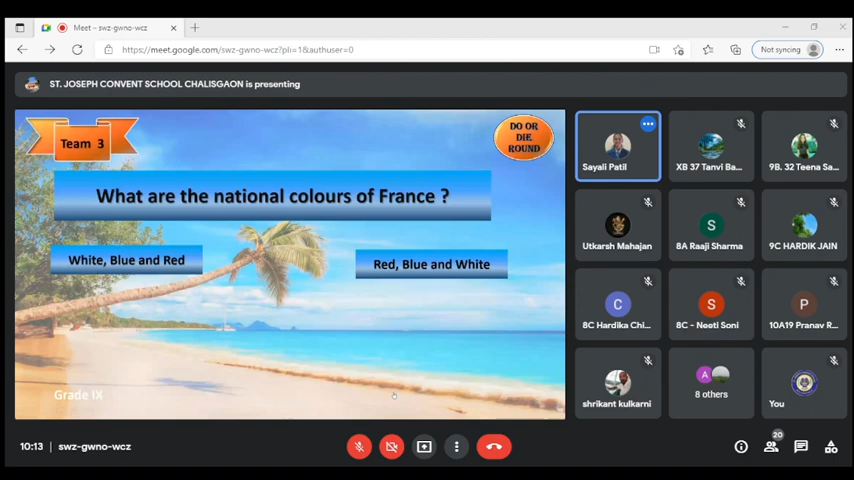 Meet – swz-gwno-wcz
https://meet.google.com/swz-gwno-wcz?pli=1&authuser=0
Not syncing
ST. JOSEPH CONVENT SCHOOL CHALISGAON is presenting
Team 3
DO OR
DIE
ROUND
What are the national colours of France ?
White, Blue and Red
Red, Blue and White
Grade IX
Sayali Patil
XB 37 Tanvi Ba...
9B. 32 Teena Sa...
Utkarsh Mahajan
S
8A Raaji Sharma
9C HARDIK JAIN
C
8C Hardika Chi...
S
8C - Neeti Soni
P
10A19 Pranav R...
shrikant kulkarni
A
8 others
You
10:13 | swz-gwno-wcz
20